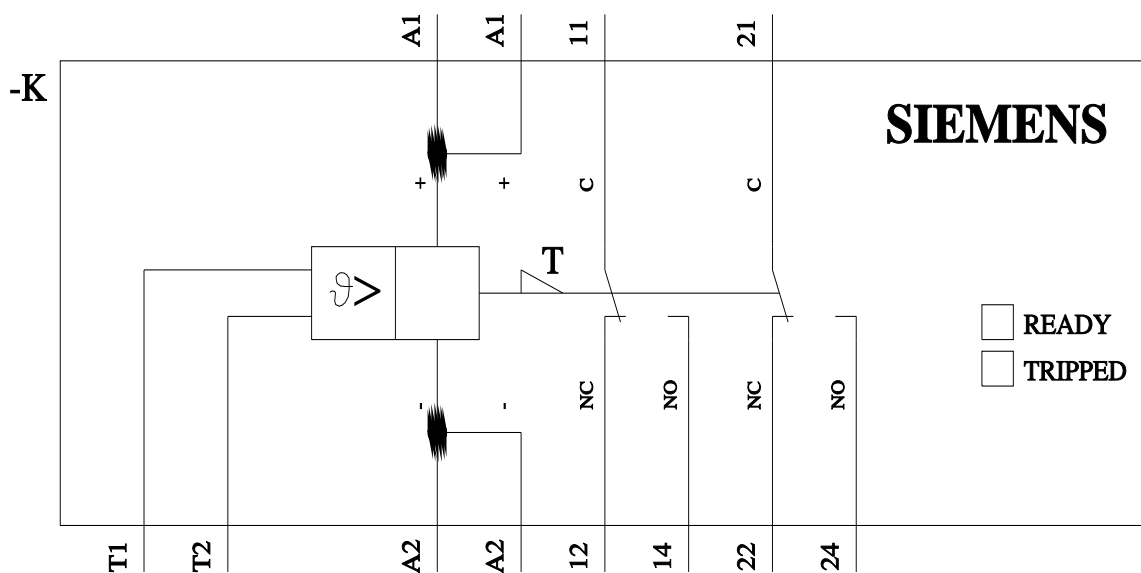 A1 A1 11 21
-K
SIEMENS
+ + C C
T
ϑ>
READY
TRIPPED
- -
NC NO NC NO
T1 T2 A2 A2 12 14 22 24